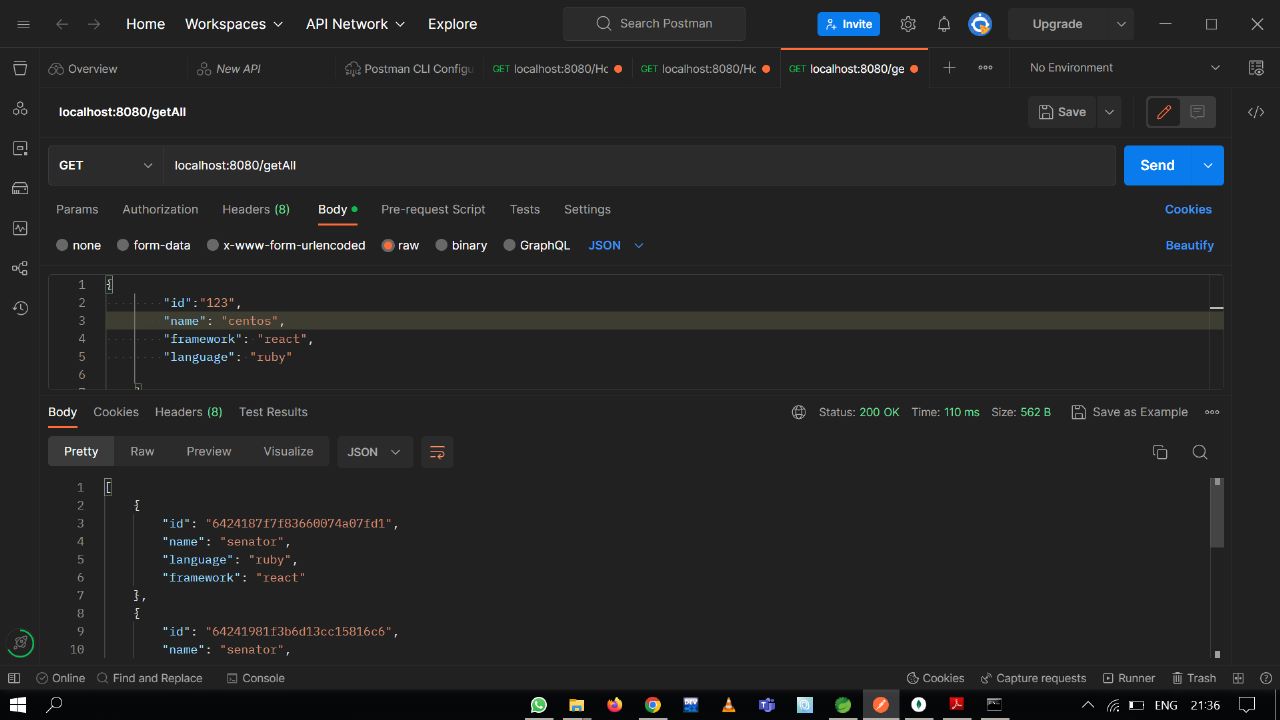 Home Workspaces API Network Explore Search Postman Invite Upgrade
Overview New API Postman CLI Configu GET localhost:8080/Ho GET localhost:8080/Ho GET localhost:8080/ge No Environment
localhost:8080/getAll Save
GET localhost:8080/getAll Send
Params Authorization Headers (8) Body Pre-request Script Tests Settings Cookies
none form-data x-www-form-urlencoded raw binary GraphQL JSON Beautify
1 {
2 "id":"123",
3 "name": "centos",
4 "framework": "react",
5 "language": "ruby"
6
7 }
Body Cookies Headers (8) Test Results Status: 200 OK Time: 110 ms Size: 562 B Save as Example
Pretty Raw Preview Visualize JSON
1 [
2 {
3 "id": "6424187f7f83660074a07fd1",
4 "name": "senator",
5 "language": "ruby",
6 "framework": "react"
7 },
8 {
9 "id": "64241981f3b6d13cc15816c6",
10 "name": "senator",
Online Find and Replace Console Cookies Capture requests Runner Trash
ENG 21:36